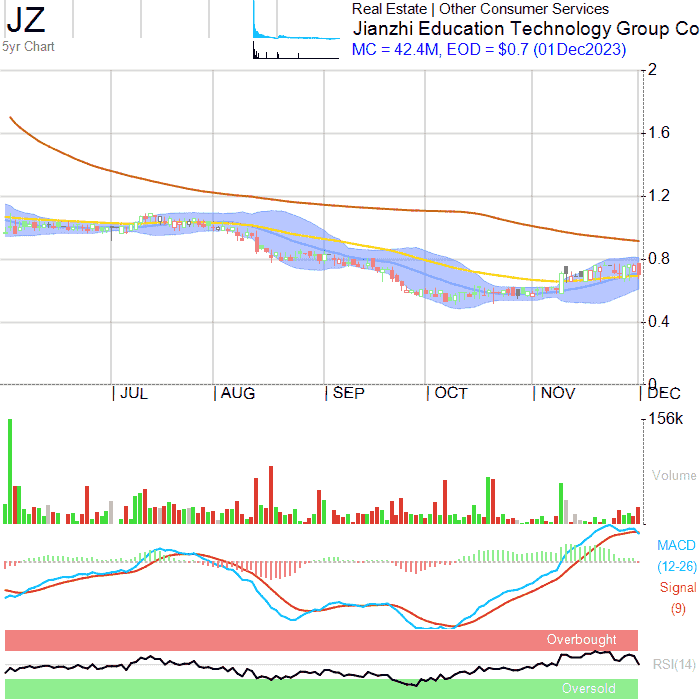 JZ
5yr Chart
Real Estate | Other Consumer Services
Jianzhi Education Technology Group Co
MC = 42.4M, EOD = $0.7 (01Dec2023)
2
1.6
1.2
0.8
0.4
0
JUL
AUG
SEP
OCT
NOV
DEC
156k
Volume
MACD
(12-26)
Signal
(9)
Overbought
RSI(14)
Oversold